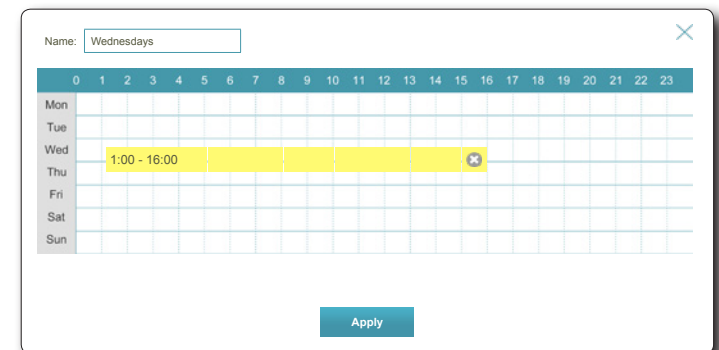 Name: Wednesdays
0 1 2 3 4 5 6 7 8 9 10 11 12 13 14 15 16 17 18 19 20 21 22 23
Mon
Tue
Wed
1:00 - 16:00
Thu
Fri
Sat
Sun
Apply